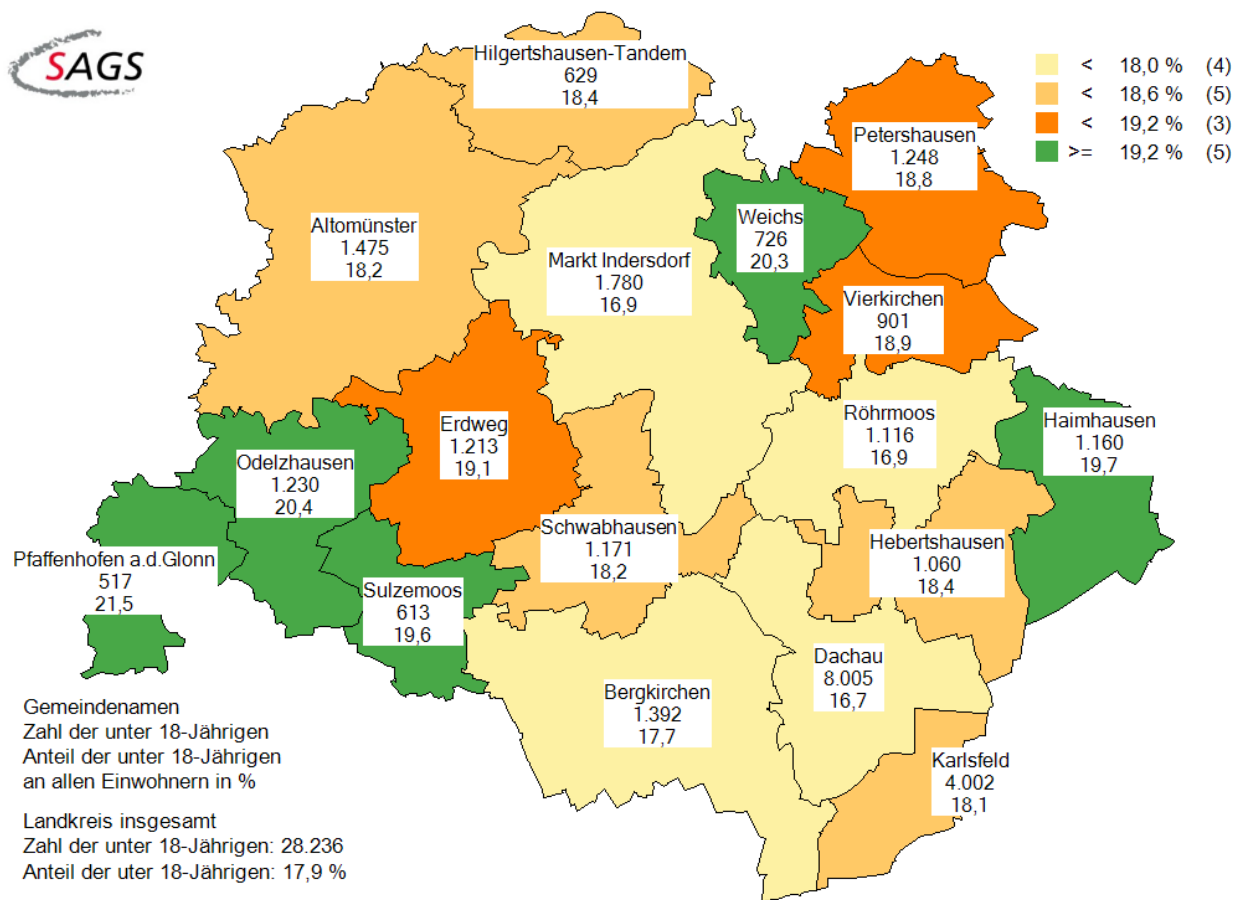 SAGS
Hilgertshausen-Tandern
629
18,4
< 18,0 % (4)
< 18,6 % (5)
< 19,2 % (3)
>= 19,2 % (5)
Petershausen
1.248
18,8
Altomünster
1.475
18,2
Weichs
726
20,3
Markt Indersdorf
1.780
16,9
Vierkirchen
901
18,9
Röhrmoos
1.116
16,9
Haimhausen
1.160
19,7
Erdweg
1.213
19,1
Odelzhausen
1.230
20,4
Schwabhausen
1.171
18,2
Hebertshausen
1.060
18,4
Pfaffenhofen a.d.Glonn
517
21,5
Sulzemoos
613
19,6
Dachau
8.005
16,7
Bergkirchen
1.392
17,7
Karlsfeld
4.002
18,1
Gemeindenamen
Zahl der unter 18-Jährigen
Anteil der unter 18-Jährigen
an allen Einwohnern in %
Landkreis insgesamt
Zahl der unter 18-Jährigen: 28.236
Anteil der uter 18-Jährigen: 17,9 %